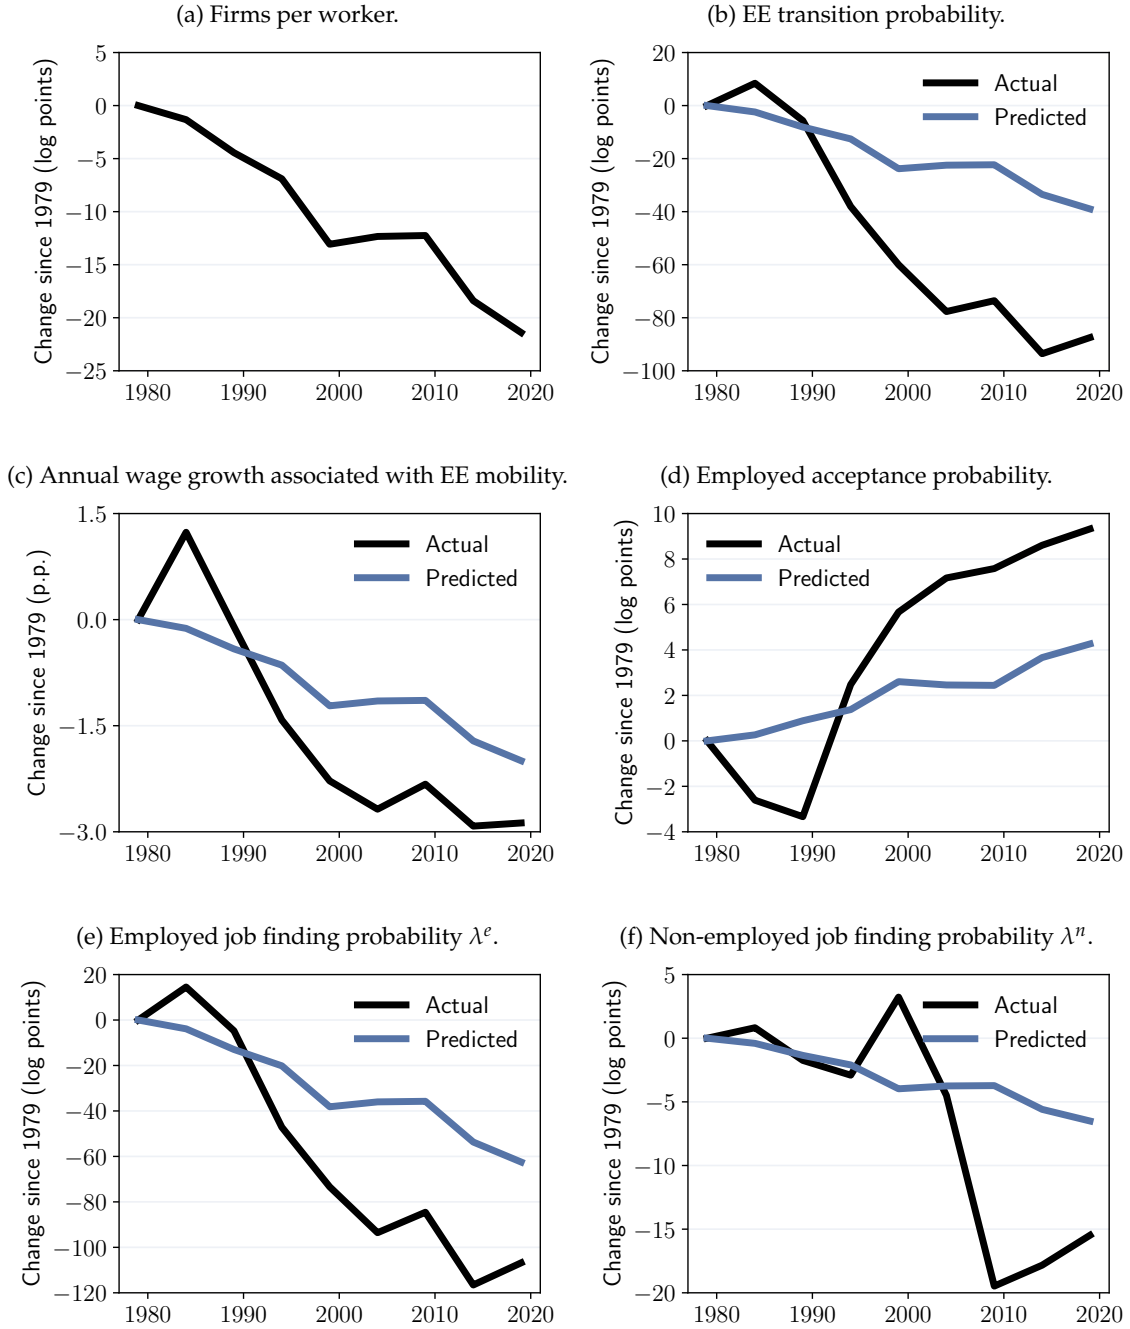 (a) Firms per worker.
Change since 1979 (log points)
5
0
−5
−10
−15
−20
−25
1980 1990 2000 2010 2020
(b) EE transition probability.
Change since 1979 (log points)
20
0
−20
−40
−60
−80
−100
Actual
Predicted
1980 1990 2000 2010 2020
(c) Annual wage growth associated with EE mobility.
Change since 1979 (p.p.)
1.5
0.0
−1.5
−3.0
Actual
Predicted
1980 1990 2000 2010 2020
(d) Employed acceptance probability.
Change since 1979 (log points)
10
8
6
4
2
0
−2
−4
Actual
Predicted
1980 1990 2000 2010 2020
(e) Employed job finding probability λᵉ.
Change since 1979 (log points)
20
0
−20
−40
−60
−80
−100
−120
Actual
Predicted
1980 1990 2000 2010 2020
(f) Non-employed job finding probability λⁿ.
Change since 1979 (log points)
5
0
−5
−10
−15
−20
Actual
Predicted
1980 1990 2000 2010 2020